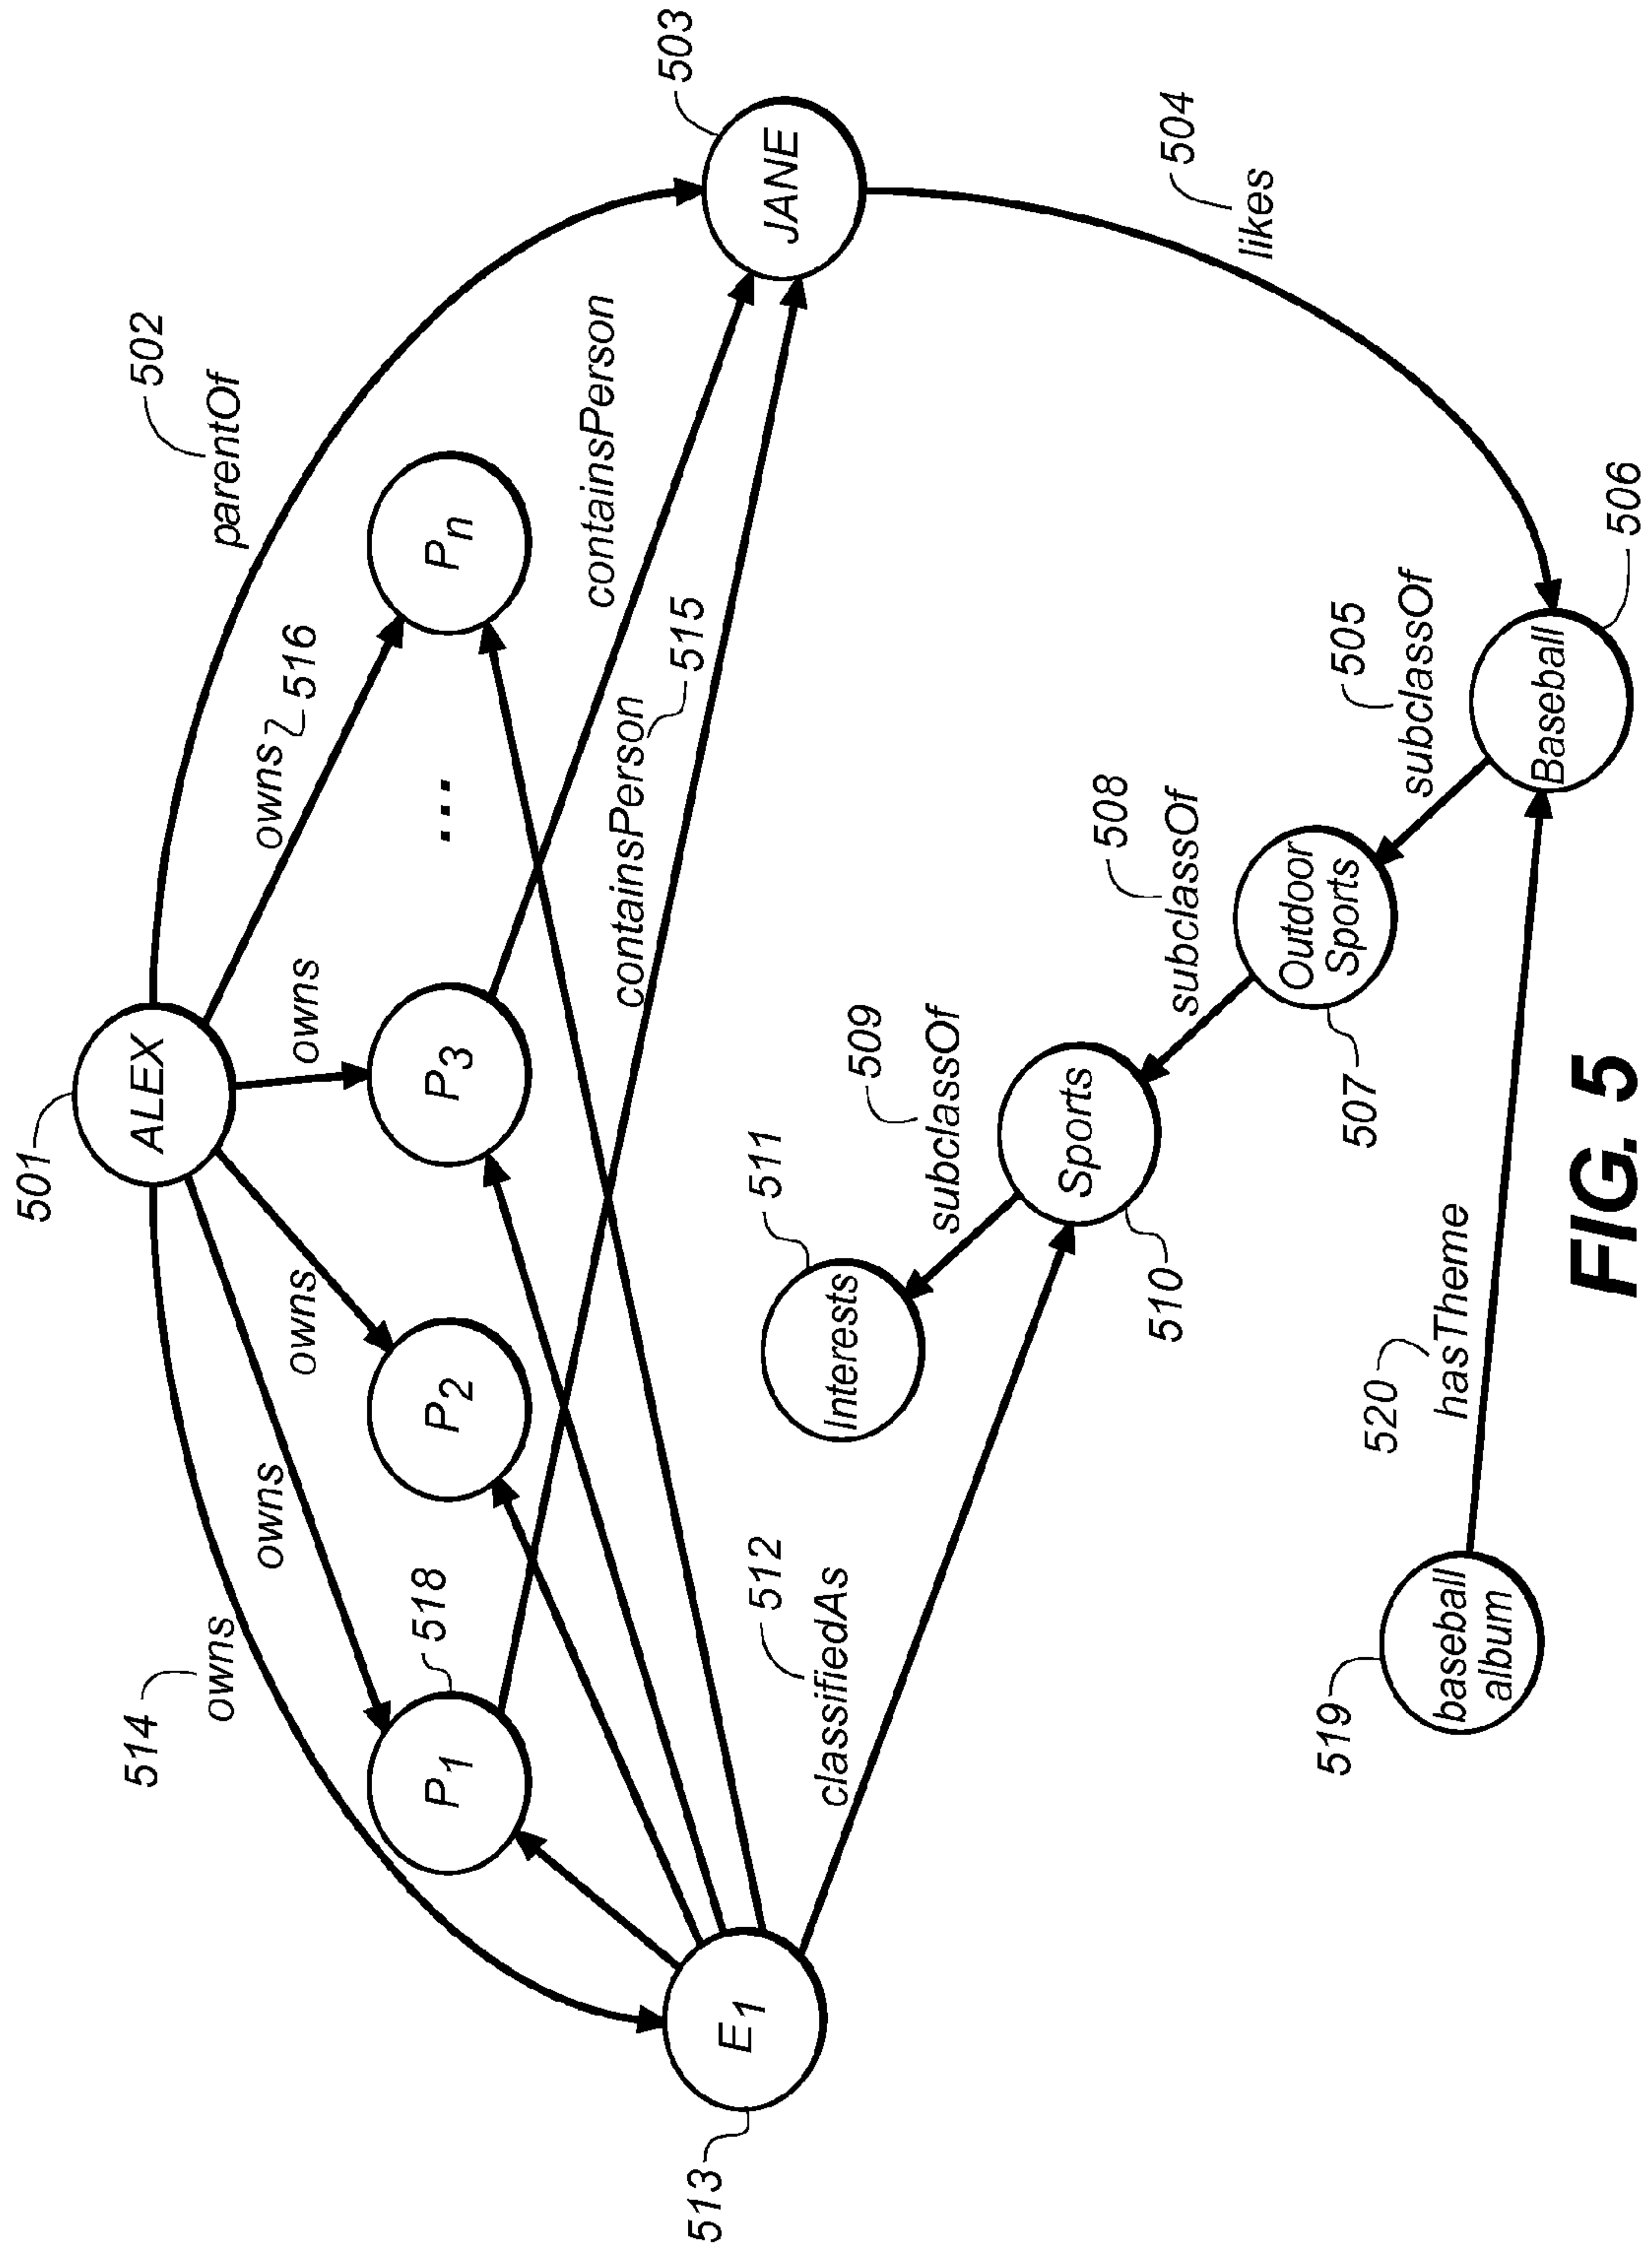 501
ALEX
502
parentOf
514
owns
owns
owns
owns
owns
516
P1
518
P2
P3
...
Pn
containsPerson
containsPerson
515
503
JANE
504
likes
513
E1
512
classifiedAs
511
Interests
509
subclassOf
Sports
510
508
subclassOf
Outdoor
Sports
507
505
subclassOf
Baseball
506
519
baseball
album
520
hasTheme
FIG. 5